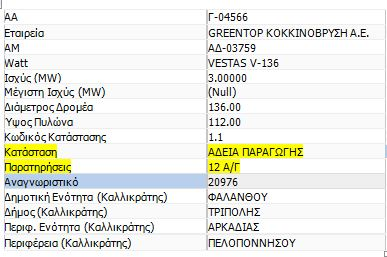 ΑΑ Γ-04566
Εταιρεία GREENTOP ΚΟΚΚΙΝΟΒΡΥΣΗ Α.Ε.
ΑΜ ΑΔ-03759
Watt VESTAS V-136
Ισχύς (MW) 3.00000
Μέγιστη Ισχύς (MW) (Null)
Διάμετρος Δρομέα 136.00
Ύψος Πυλώνα 112.00
Κωδικός Κατάστασης 1.1
Κατάσταση ΑΔΕΙΑ ΠΑΡΑΓΩΓΗΣ
Παρατηρήσεις 12 Α/Γ
Αναγνωριστικό 20976
Δημοτική Ενότητα (Καλλικράτης) ΦΑΛΑΝΘΟΥ
Δήμος (Καλλικράτης) ΤΡΙΠΟΛΗΣ
Περιφ. Ενότητα (Καλλικράτης) ΑΡΚΑΔΙΑΣ
Περιφέρεια (Καλλικράτης) ΠΕΛΟΠΟΝΝΗΣΟΥ